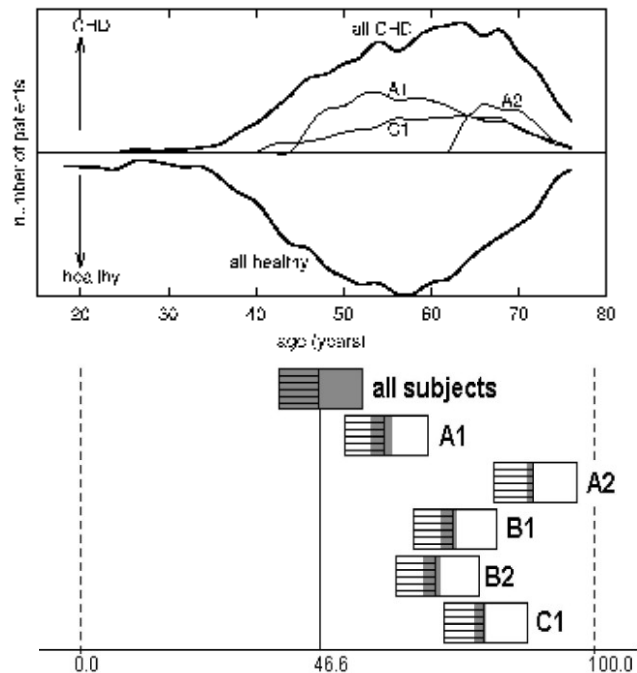 CHD
all CHD
A1
A2
C1
number of patients
all healthy
healthy
20 30 40 50 60 70 80
age (years)
all subjects
A1
A2
B1
B2
C1
0.0 46.6 100.0